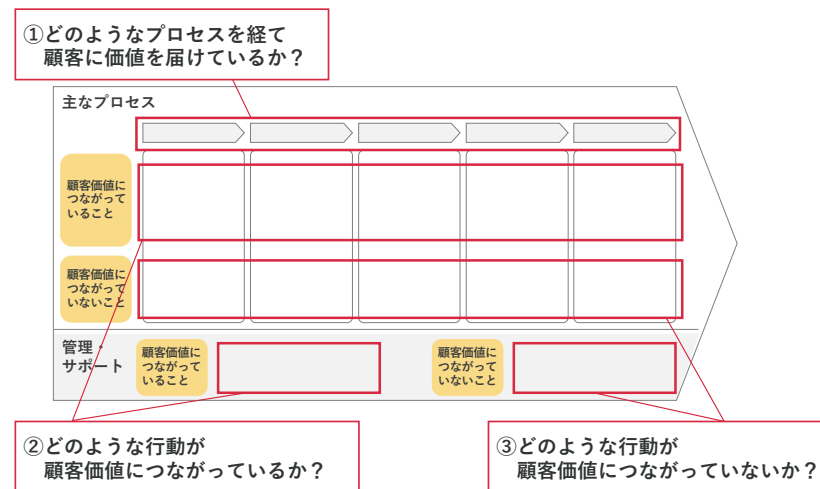 ①どのようなプロセスを経て
顧客に価値を届けているか？
主なプロセス
顧客価値に
つながって
いること
顧客価値に
つながって
いないこと
管理・
サポート
顧客価値に
つながって
いること
顧客価値に
つながって
いないこと
②どのような行動が
顧客価値につながっているか？
③どのような行動が
顧客価値につながっていないか？